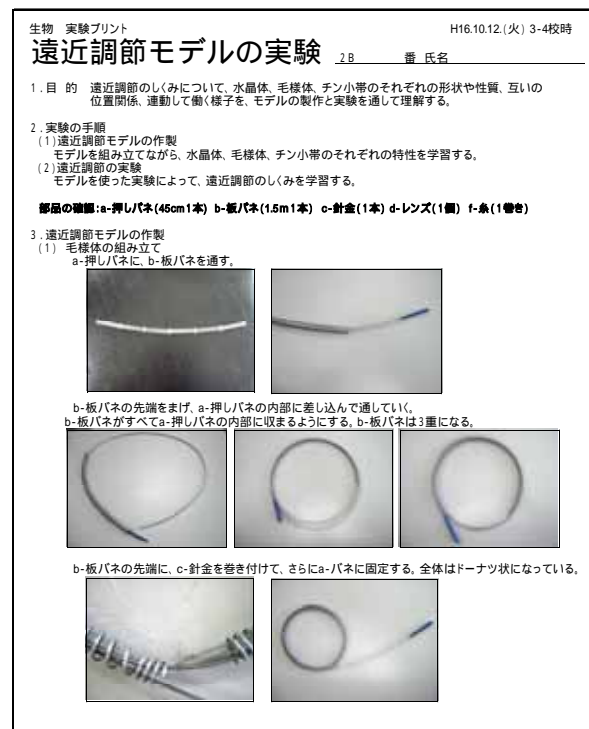 生物 実験プリント
H16.10.12.(火) 3-4校時
遠近調節モデルの実験 2B 番 氏名
1.目 的 遠近調節のしくみについて、水晶体、毛様体、チン小帯のそれぞれの形状や性質、互いの
位置関係、連動して働く様子を、モデルの製作と実験を通して理解する。
2.実験の手順
(1)遠近調節モデルの作製
モデルを組み立てながら、水晶体、毛様体、チン小帯のそれぞれの特性を学習する。
(2)遠近調節の実験
モデルを使った実験によって、遠近調節のしくみを学習する。
部品の確認:a-押しバネ(45cm1本) b-板バネ(1.5m1本) c-針金(1本) d-レンズ(1個) f-糸(1巻き)
3.遠近調節モデルの作製
(1) 毛様体の組み立て
a-押しバネに、b-板バネを通す。
b-板バネの先端をまげ、a-押しバネの内部に差し込んで通していく。
b-板バネがすべてa-押しバネの内部に収まるようにする。b-板バネは3重になる。
b-板バネの先端に、c-針金を巻き付けて、さらにa-バネに固定する。全体はドーナツ状になっている。